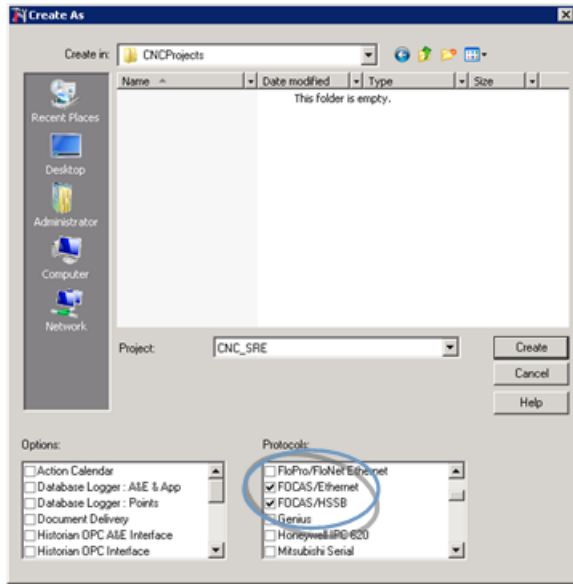 Create As
Create in: CNCProjects
Name Date modified Type Size
This folder is empty.
Recent Places
Desktop
Administrator
Computer
Network
Project: CNC_SRE
Create
Cancel
Help
Options:
Action Calendar
Database Logger : A&E & App
Database Logger : Points
Document Delivery
Historian OPC A&E Interface
Historian OPC Interface
Protocols:
FloPro/FloNet Ethernet
FOCAS/Ethernet
FOCAS/HSSB
Genius
Honeywell IPC 620
Mitsubishi Serial